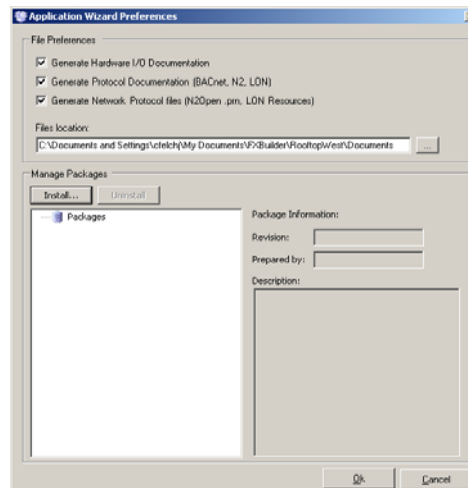 Application Wizard Preferences
File Preferences
Generate Hardware I/O Documentation
Generate Protocol Documentation (BACnet, N2, LON)
Generate Network Protocol files (N2Open .prn, LON Resources)
Files location:
C:\Documents and Settings\cfelchj\My Documents\FXBuilder\RooftopWest\Documents
...
Manage Packages
Install... Uninstall
Packages
Package Information:
Revision:
Prepared by:
Description:
Ok Cancel